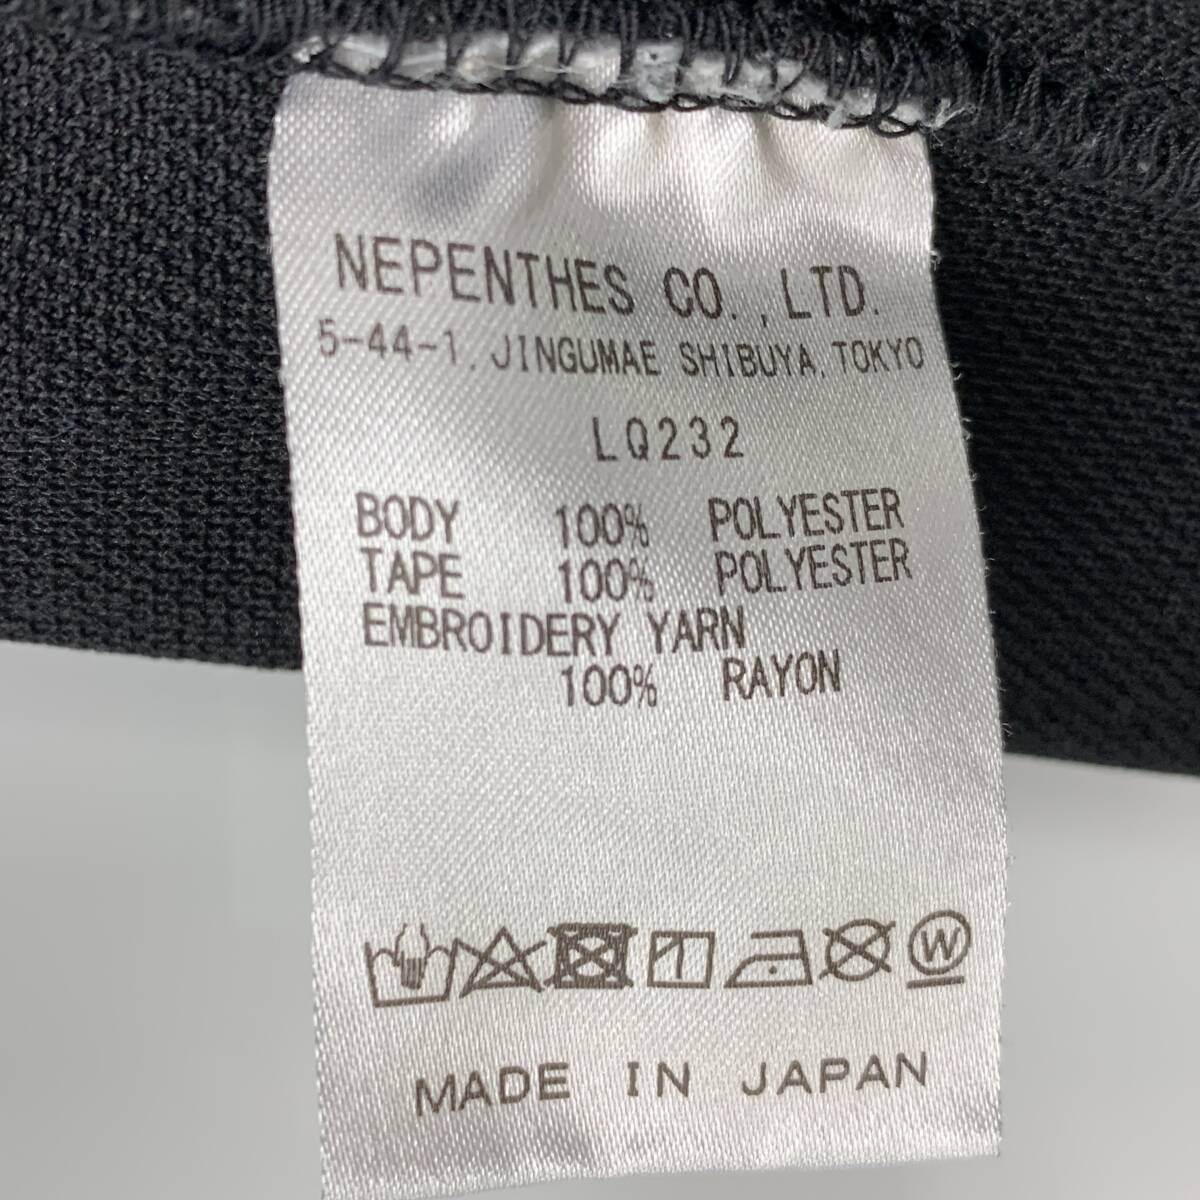 NEPENTHES CO., LTD.
5-44-1, JINGUMAE SHIBUYA, TOKYO
LQ232
BODY 100% POLYESTER
TAPE 100% POLYESTER
EMBROIDERY YARN
100% RAYON
W
MADE IN JAPAN